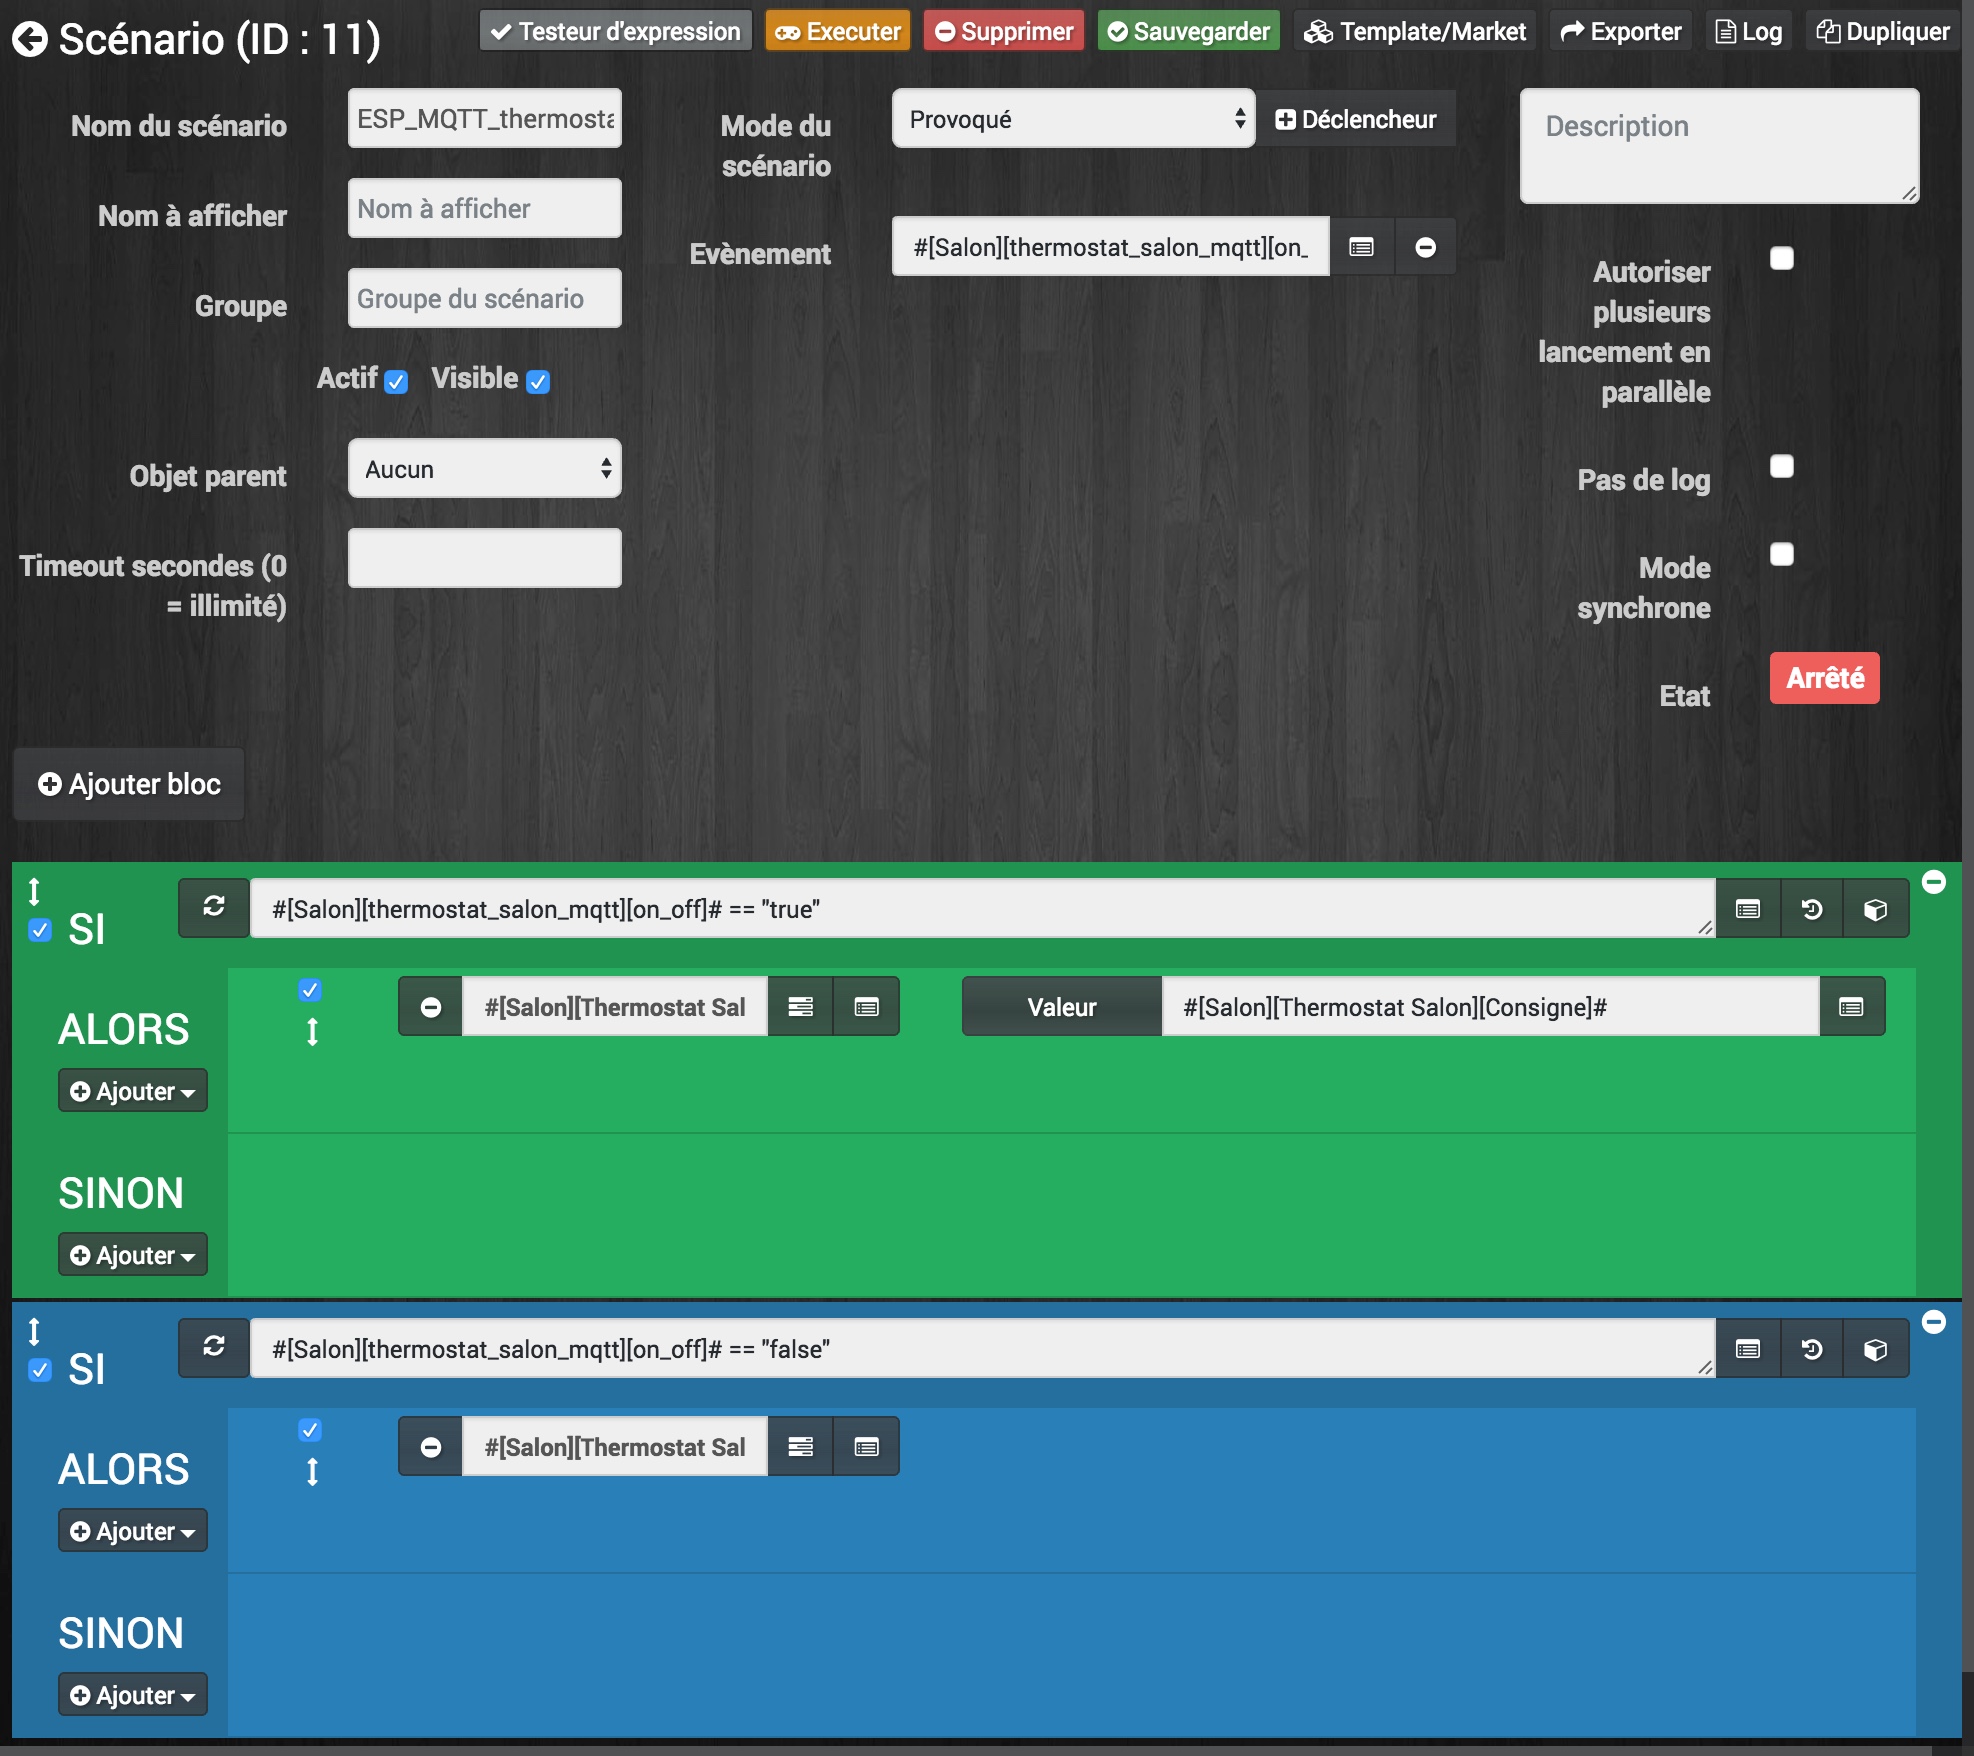 Scénario (ID : 11)
Testeur d'expression
Executer
Supprimer
Sauvegarder
Template/Market
Exporter
Log
Dupliquer
Nom du scénario
ESP_MQTT_thermosta
Nom à afficher
Nom à afficher
Groupe
Groupe du scénario
Actif
Visible
Objet parent
Aucun
Timeout secondes (0
= illimité)
Mode du
scénario
Provoqué
Déclencheur
Evènement
#[Salon][thermostat_salon_mqtt][on_
Description
Autoriser
plusieurs
lancement en
parallèle
Pas de log
Mode
synchrone
Etat
Arrêté
Ajouter bloc
SI
#[Salon][thermostat_salon_mqtt][on_off]# == "true"
ALORS
#[Salon][Thermostat Sal
Valeur
#[Salon][Thermostat Salon][Consigne]#
Ajouter
SINON
Ajouter
SI
#[Salon][thermostat_salon_mqtt][on_off]# == "false"
ALORS
#[Salon][Thermostat Sal
Ajouter
SINON
Ajouter